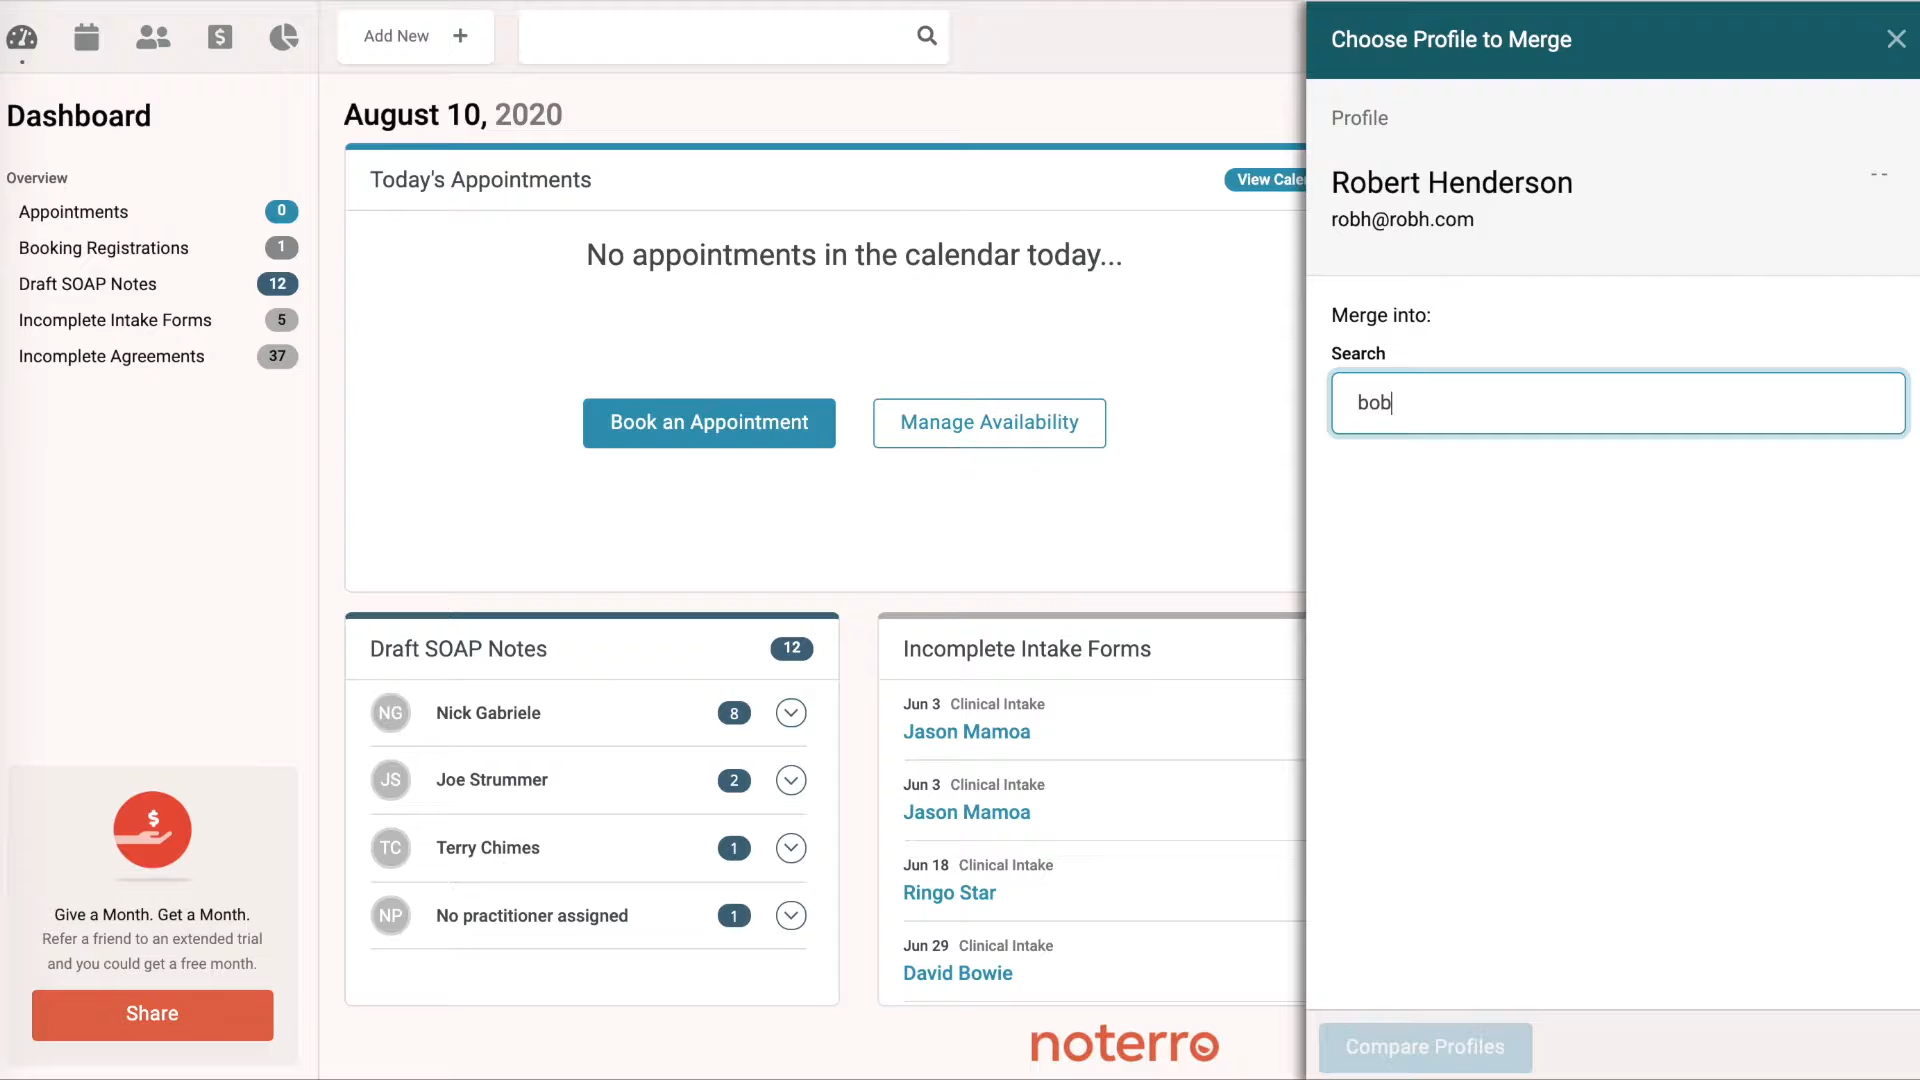 $
Add New +
Dashboard
Overview
Appointments 0
Booking Registrations 1
Draft SOAP Notes 12
Incomplete Intake Forms 5
Incomplete Agreements 37
$
Give a Month. Get a Month.
Refer a friend to an extended trial
and you could get a free month.
Share
August 10, 2020
Today's Appointments
View Cale
No appointments in the calendar today...
Book an Appointment
Manage Availability
Draft SOAP Notes 12
NG Nick Gabriele 8
JS Joe Strummer 2
TC Terry Chimes 1
NP No practitioner assigned 1
Incomplete Intake Forms
Jun 3 Clinical Intake
Jason Mamoa
Jun 3 Clinical Intake
Jason Mamoa
Jun 18 Clinical Intake
Ringo Star
Jun 29 Clinical Intake
David Bowie
noterro
Choose Profile to Merge
Profile
Robert Henderson --
robh@robh.com
Merge into:
Search
bob
Compare Profiles